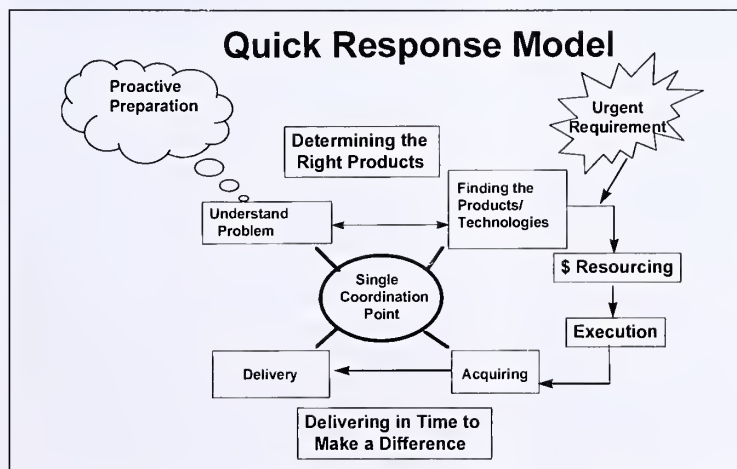 Quick Response Model
Proactive
Preparation
Urgent
Requirement
Determining the
Right Products
Finding the
Products/
Technologies
Understand
Problem
$ Resourcing
Single
Coordination
Point
Execution
Delivery
Acquiring
Delivering in Time to
Make a Difference